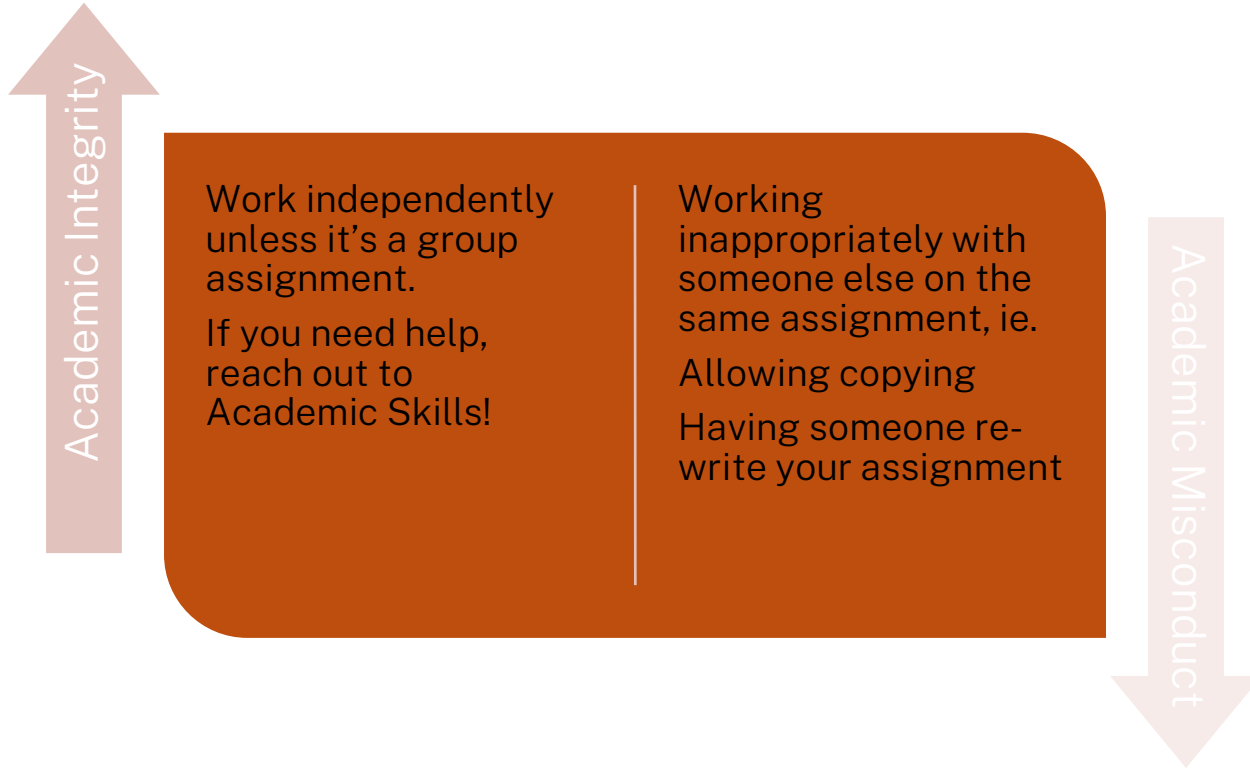 Academic Integrity
Work independently
unless it’s a group
assignment.
If you need help,
reach out to
Academic Skills!
Working
inappropriately with
someone else on the
same assignment, ie.
Allowing copying
Having someone re-
write your assignment
Academic Misconduct